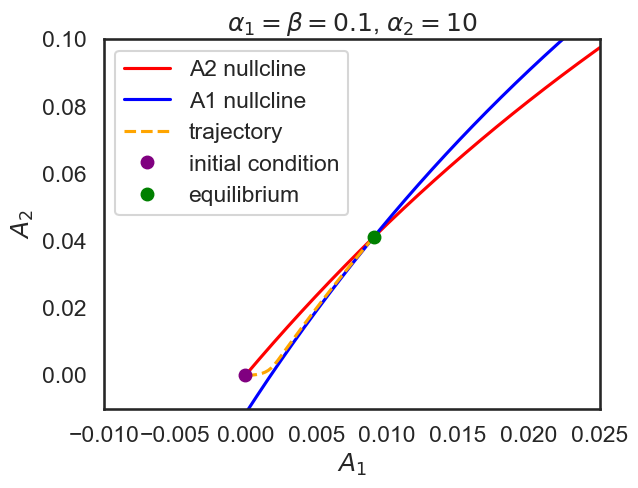 α₁ = β = 0.1, α₂ = 10
A2 nullcline
A1 nullcline
trajectory
initial condition
equilibrium
A₂
0.10
0.08
0.06
0.04
0.02
0.00
−0.010 −0.005 0.000 0.005 0.010 0.015 0.020 0.025
A₁